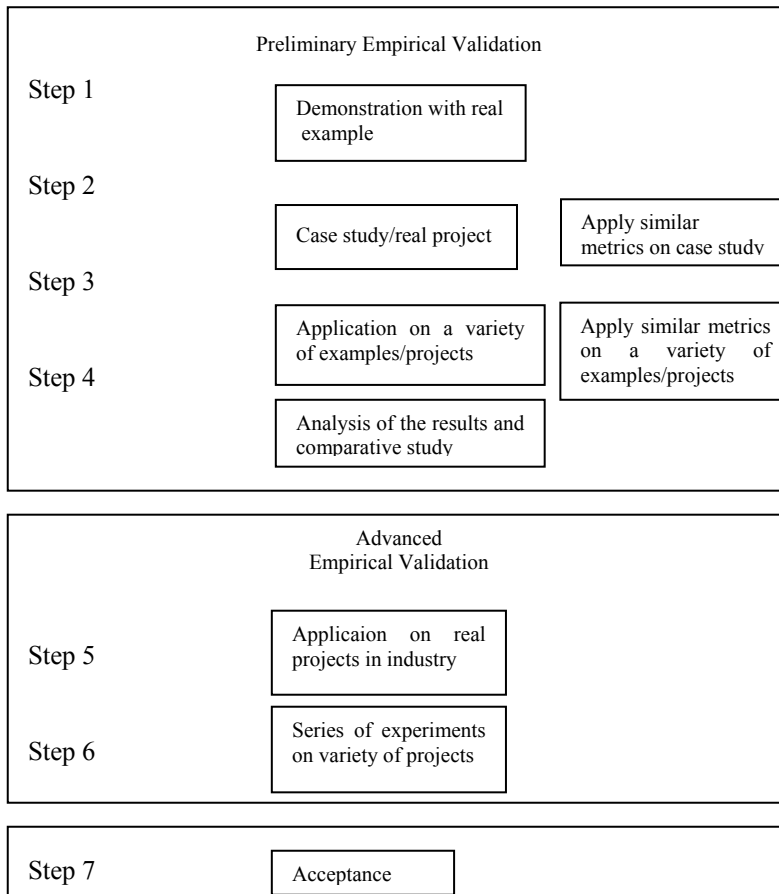 Preliminary Empirical Validation
Step 1
Demonstration with real
example
Step 2
Case study/real project
Apply similar
metrics on case study
Step 3
Application on a variety
of examples/projects
Apply similar metrics
on a variety of
examples/projects
Step 4
Analysis of the results and
comparative study
Advanced
Empirical Validation
Step 5
Applicaion on real
projects in industry
Step 6
Series of experiments
on variety of projects
Step 7
Acceptance